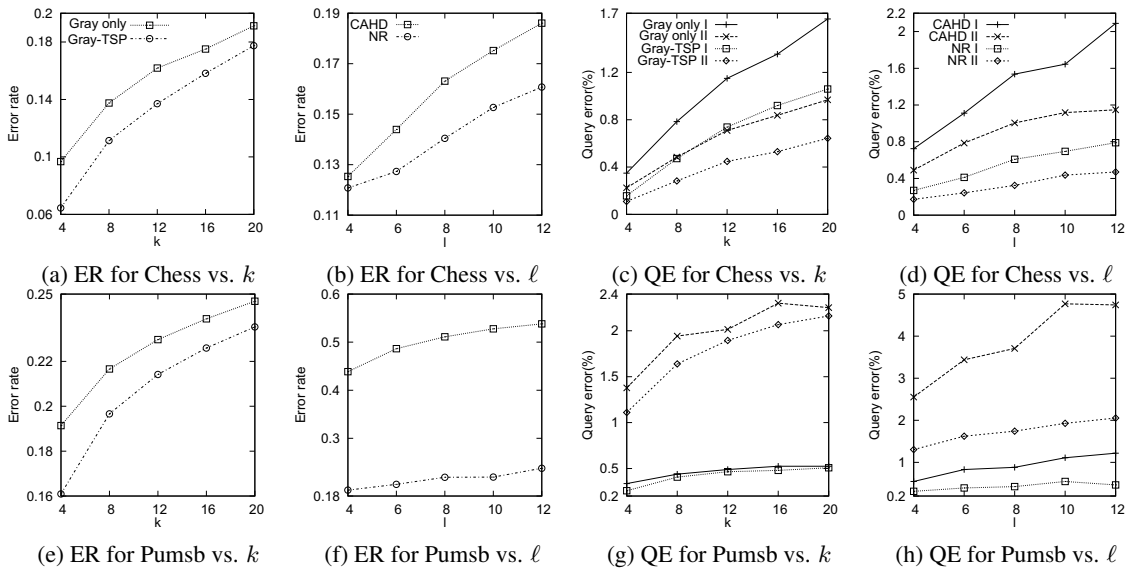 0.2
0.18
0.14
0.1
0.06
Error rate
Gray only
Gray-TSP
4 8 12 16 20
k
(a) ER for Chess vs. k
0.19
0.17
0.15
0.13
0.11
Error rate
CAHD
NR
4 6 8 10 12
l
(b) ER for Chess vs. ℓ
1.7
1.2
0.8
0.4
0
Query error(%)
Gray only I
Gray only II
Gray-TSP I
Gray-TSP II
4 8 12 16 20
k
(c) QE for Chess vs. k
2.2
2
1.6
1.2
0.8
0.4
0
Query error(%)
CAHD I
CAHD II
NR I
NR II
4 6 8 10 12
l
(d) QE for Chess vs. ℓ
0.25
0.22
0.2
0.18
0.16
Error rate
4 8 12 16 20
k
(e) ER for Pumsb vs. k
0.6
0.5
0.4
0.3
0.18
Error rate
4 6 8 10 12
l
(f) ER for Pumsb vs. ℓ
2.4
2
1.5
1
0.5
0.2
Query error(%)
4 8 12 16 20
k
(g) QE for Pumsb vs. k
5
4
3
2
1
0.2
Query error(%)
4 6 8 10 12
l
(h) QE for Pumsb vs. ℓ